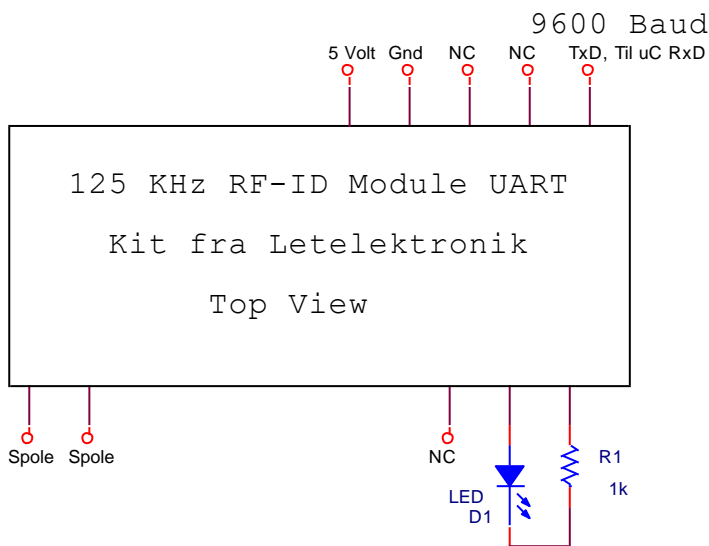 9600 Baud
5 Volt Gnd NC NC TxD, Til uC RxD
125 KHz RF-ID Module UART
Kit fra Letelektronik
Top View
Spole Spole NC
R1
1k
LED
D1